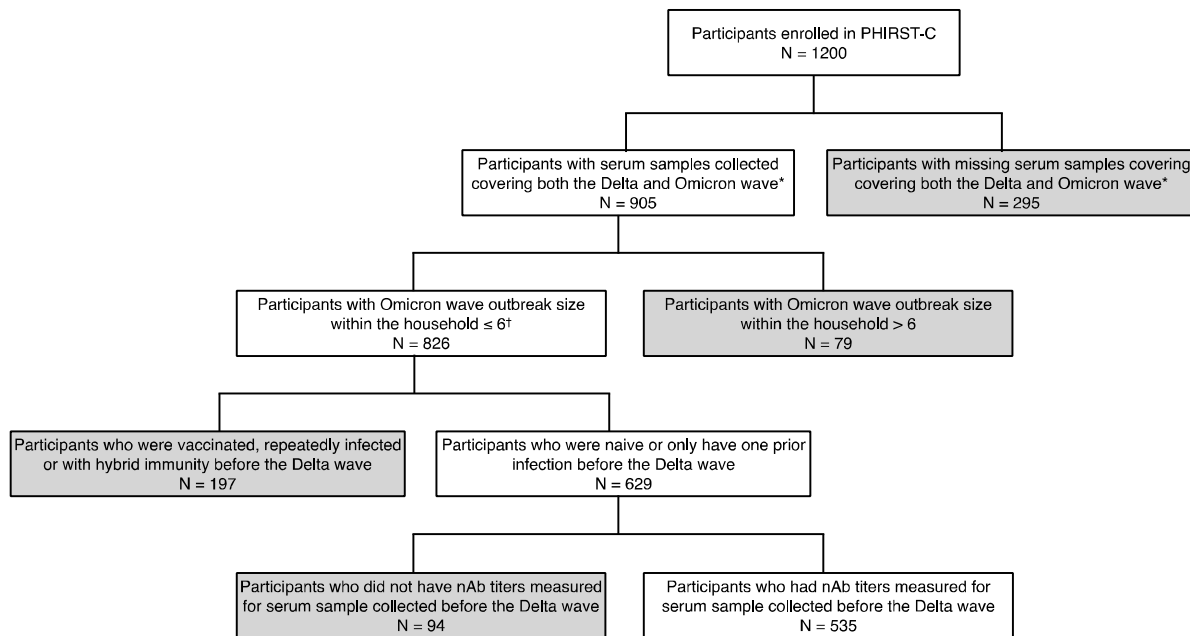 Participants enrolled in PHIRST-C
N = 1200
Participants with serum samples collected
covering both the Delta and Omicron wave*
N = 905
Participants with missing serum samples covering
covering both the Delta and Omicron wave*
N = 295
Participants with Omicron wave outbreak size
within the household ≤ 6†
N = 826
Participants with Omicron wave outbreak size
within the household > 6
N = 79
Participants who were vaccinated, repeatedly infected
or with hybrid immunity before the Delta wave
N = 197
Participants who were naive or only have one prior
infection before the Delta wave
N = 629
Participants who did not have nAb titers measured
for serum sample collected before the Delta wave
N = 94
Participants who had nAb titers measured for
serum sample collected before the Delta wave
N = 535